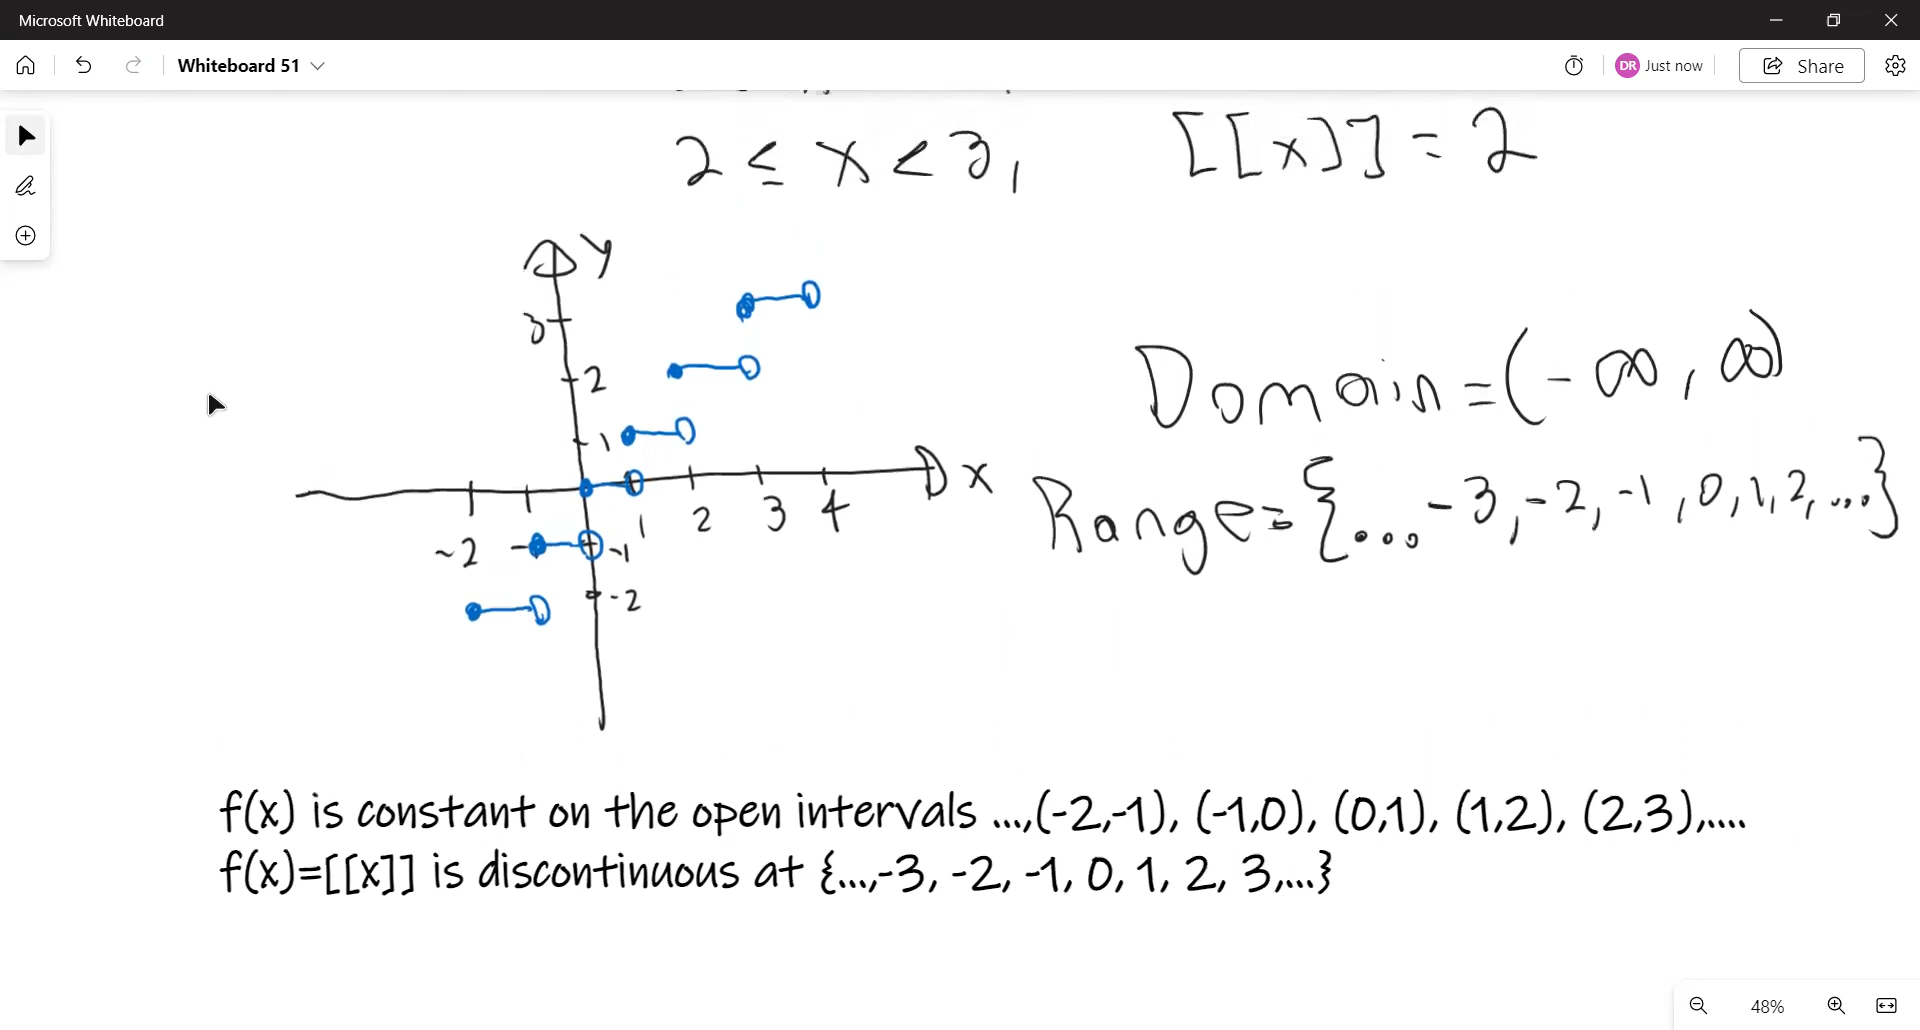 Microsoft Whiteboard
Whiteboard 51
DR Just now
Share
2 ≤ x < 3, [[x]] = 2
y
3
2
1
x
1 2 3 4
-2 - -1
-2
Domain = (-∞, ∞)
Range = {... -3, -2, -1, 0, 1, 2, ...}
f(x) is constant on the open intervals ...,(-2,-1), (-1,0), (0,1), (1,2), (2,3),.....
f(x)=[[x]] is discontinuous at {...,-3, -2, -1, 0, 1, 2, 3,...}
48%